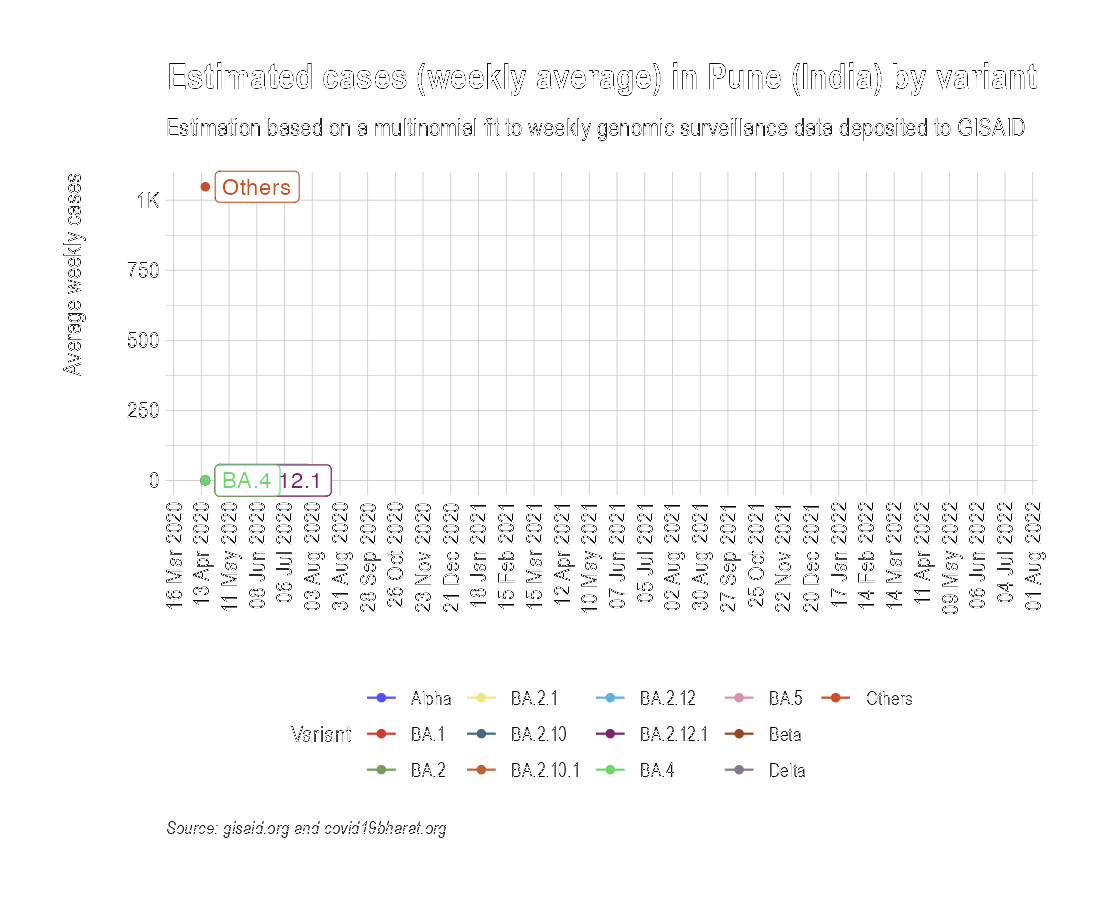 Estimated cases (weekly average) in Pune (India) by variant
Estimation based on a multinomial fit to weekly genomic surveillance data deposited to GISAID
Average weekly cases
1K
750
500
250
0
Others
BA.4
12.1
16 Mar 2020
13 Apr 2020
11 May 2020
08 Jun 2020
06 Jul 2020
03 Aug 2020
31 Aug 2020
28 Sep 2020
26 Oct 2020
23 Nov 2020
21 Dec 2020
18 Jan 2021
15 Feb 2021
15 Mar 2021
12 Apr 2021
10 May 2021
07 Jun 2021
05 Jul 2021
02 Aug 2021
30 Aug 2021
27 Sep 2021
25 Oct 2021
22 Nov 2021
20 Dec 2021
17 Jan 2022
14 Feb 2022
14 Mar 2022
11 Apr 2022
09 May 2022
06 Jun 2022
04 Jul 2022
01 Aug 2022
Variant
Alpha
BA.1
BA.2
BA.2.1
BA.2.10
BA.2.10.1
BA.2.12
BA.2.12.1
BA.4
BA.5
Beta
Delta
Others
Source: gisaid.org and covid19bharat.org